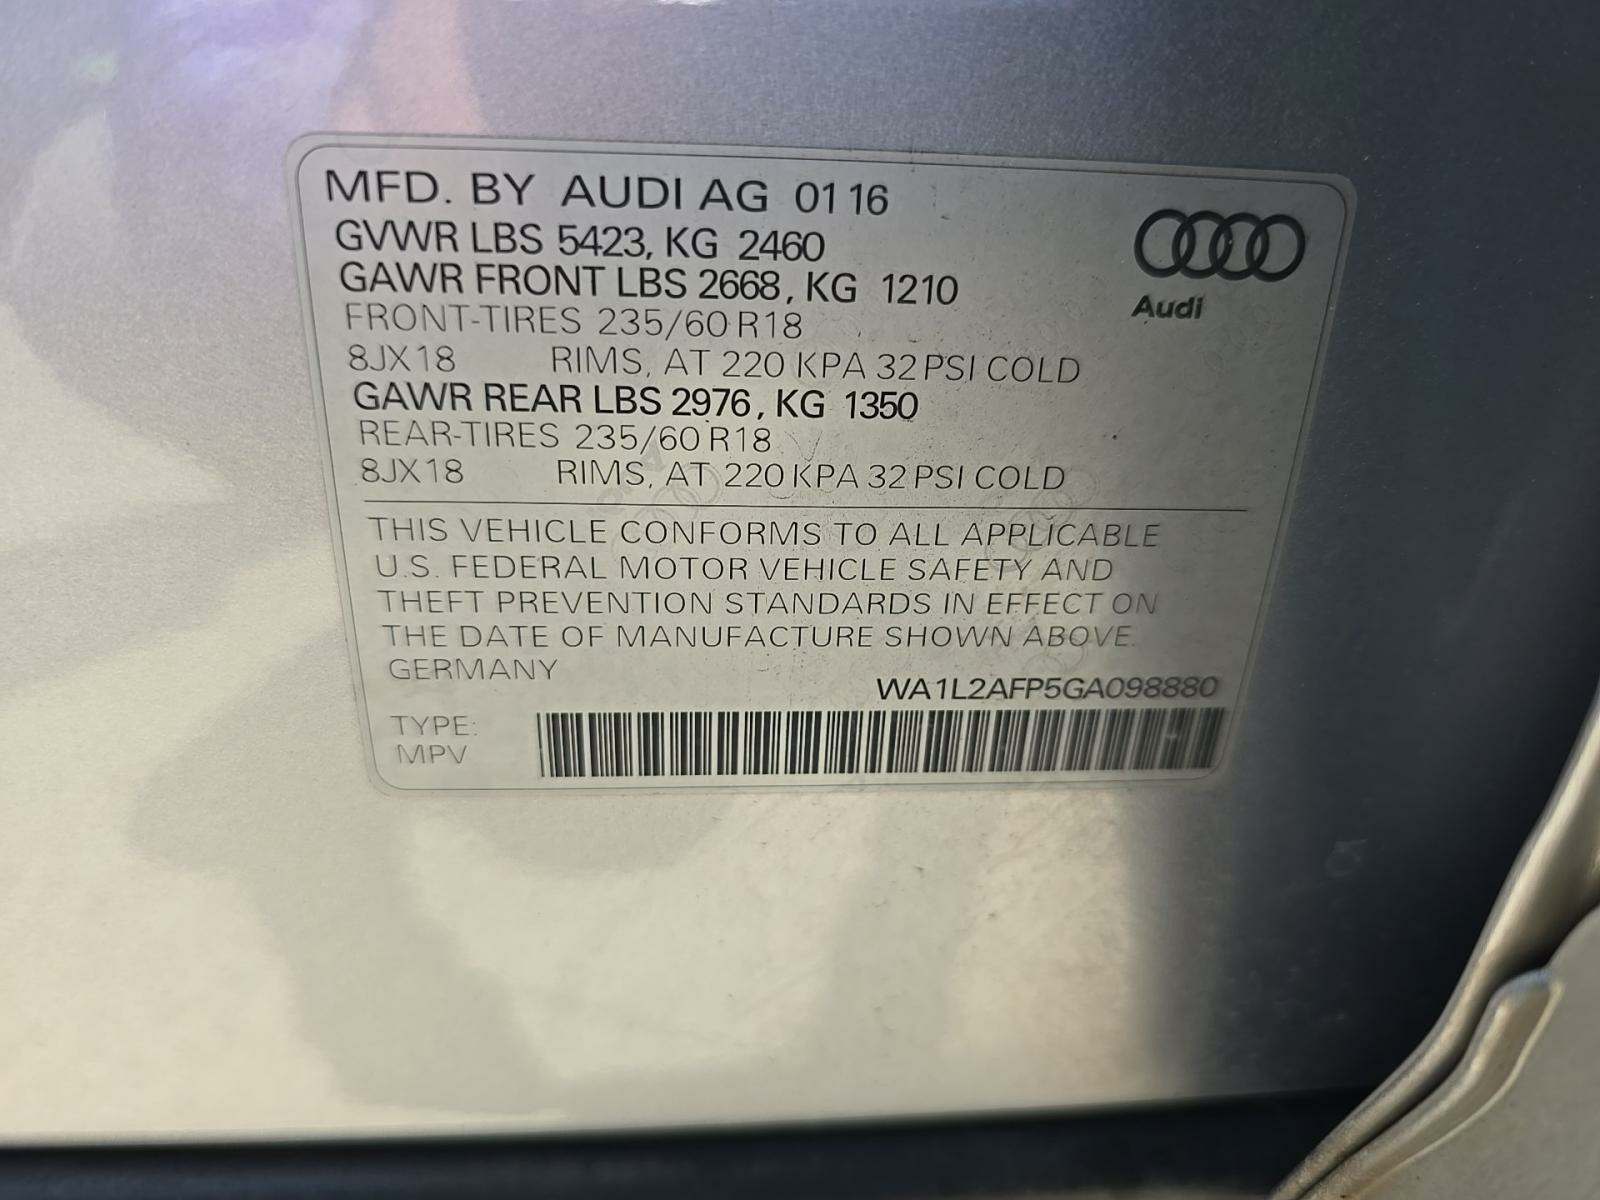 MFD. BY AUDI AG 01 16
GVWR LBS 5423, KG 2460
GAWR FRONT LBS 2668, KG 1210
FRONT-TIRES 235/60 R18
8JX18 RIMS, AT 220 KPA 32 PSI COLD
GAWR REAR LBS 2976, KG 1350
REAR-TIRES 235/60 R18
8JX18 RIMS, AT 220 KPA 32 PSI COLD
Audi
THIS VEHICLE CONFORMS TO ALL APPLICABLE
U.S. FEDERAL MOTOR VEHICLE SAFETY AND
THEFT PREVENTION STANDARDS IN EFFECT ON
THE DATE OF MANUFACTURE SHOWN ABOVE.
GERMANY
WA1L2AFP5GA098880
TYPE:
MPV